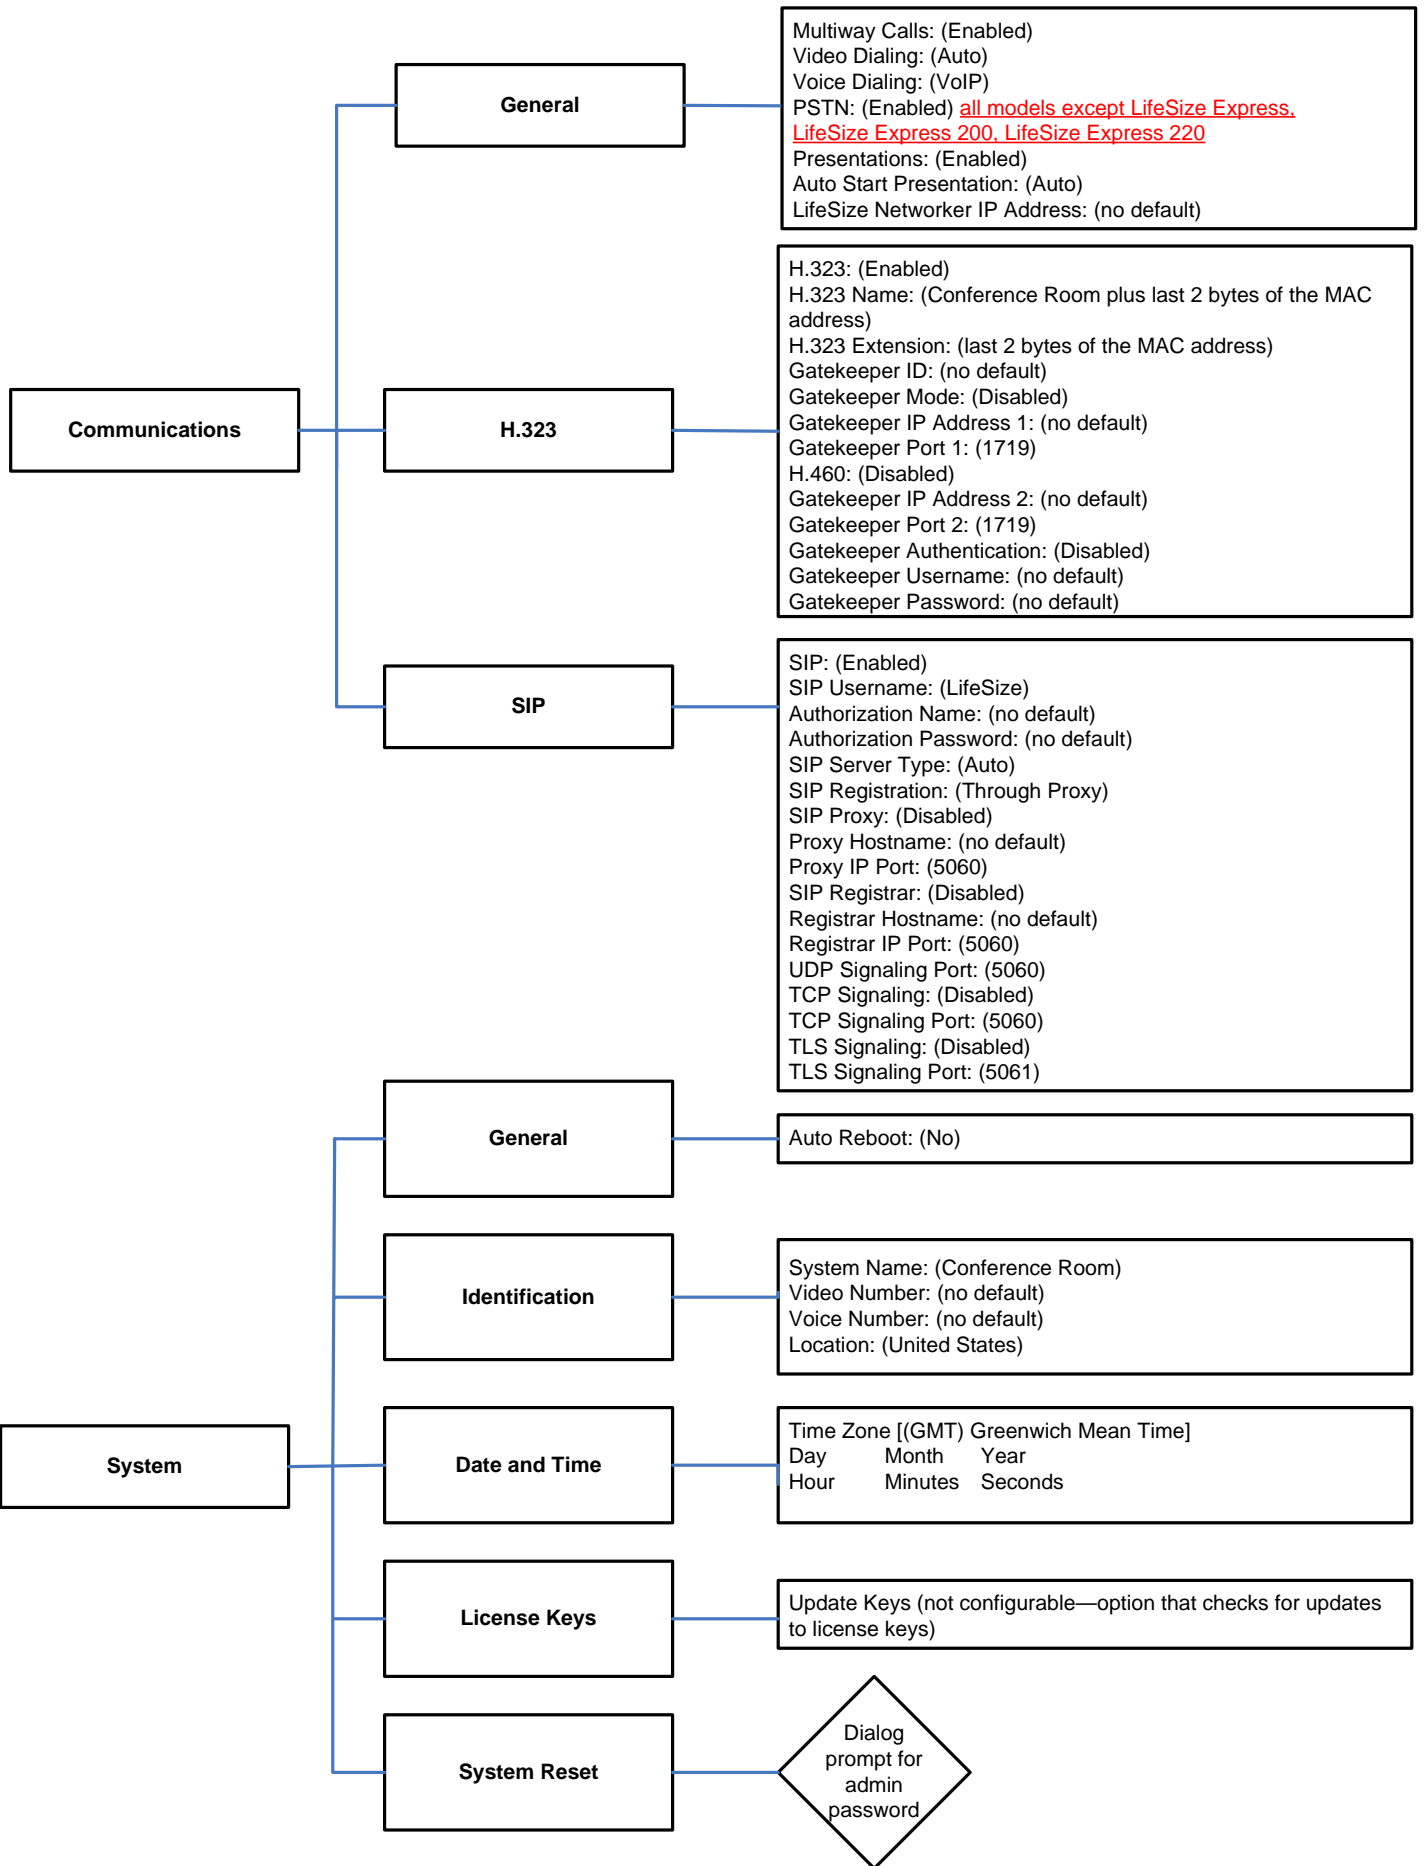 Communications
General
Multiway Calls: (Enabled)
Video Dialing: (Auto)
Voice Dialing: (VoIP)
PSTN: (Enabled) all models except LifeSize Express,
LifeSize Express 200, LifeSize Express 220
Presentations: (Enabled)
Auto Start Presentation: (Auto)
LifeSize Networker IP Address: (no default)
H.323
H.323: (Enabled)
H.323 Name: (Conference Room plus last 2 bytes of the MAC
address)
H.323 Extension: (last 2 bytes of the MAC address)
Gatekeeper ID: (no default)
Gatekeeper Mode: (Disabled)
Gatekeeper IP Address 1: (no default)
Gatekeeper Port 1: (1719)
H.460: (Disabled)
Gatekeeper IP Address 2: (no default)
Gatekeeper Port 2: (1719)
Gatekeeper Authentication: (Disabled)
Gatekeeper Username: (no default)
Gatekeeper Password: (no default)
SIP
SIP: (Enabled)
SIP Username: (LifeSize)
Authorization Name: (no default)
Authorization Password: (no default)
SIP Server Type: (Auto)
SIP Registration: (Through Proxy)
SIP Proxy: (Disabled)
Proxy Hostname: (no default)
Proxy IP Port: (5060)
SIP Registrar: (Disabled)
Registrar Hostname: (no default)
Registrar IP Port: (5060)
UDP Signaling Port: (5060)
TCP Signaling: (Disabled)
TCP Signaling Port: (5060)
TLS Signaling: (Disabled)
TLS Signaling Port: (5061)
System
General
Auto Reboot: (No)
Identification
System Name: (Conference Room)
Video Number: (no default)
Voice Number: (no default)
Location: (United States)
Date and Time
Time Zone [(GMT) Greenwich Mean Time]
Day Month Year
Hour Minutes Seconds
License Keys
Update Keys (not configurable—option that checks for updates
to license keys)
System Reset
Dialog
prompt for
admin
password